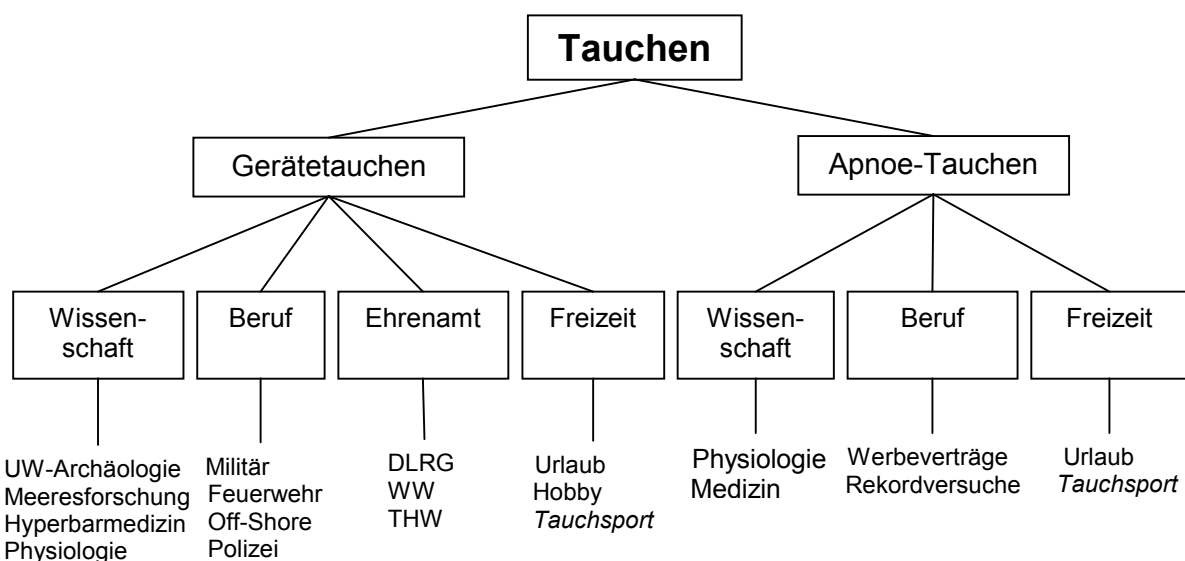 Tauchen
Gerätetauchen
Apnoe-Tauchen
Wissen-
schaft
Beruf
Ehrenamt
Freizeit
Wissen-
schaft
Beruf
Freizeit
UW-Archäologie
Meeresforschung
Hyperbarmedizin
Physiologie
Militär
Feuerwehr
Off-Shore
Polizei
DLRG
WW
THW
Urlaub
Hobby
Tauchsport
Physiologie
Medizin
Werbeverträge
Rekordversuche
Urlaub
Tauchsport